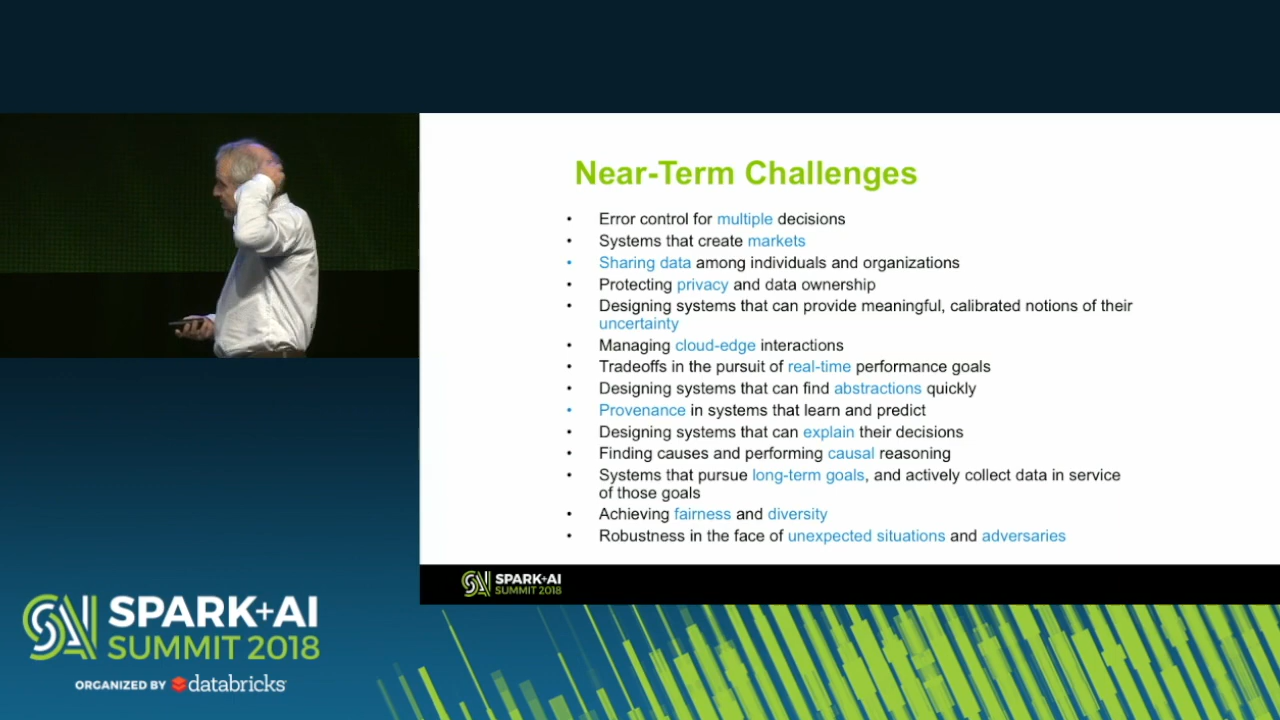 Near-Term Challenges
• Error control for multiple decisions
• Systems that create markets
• Sharing data among individuals and organizations
• Protecting privacy and data ownership
• Designing systems that can provide meaningful, calibrated notions of their
uncertainty
• Managing cloud-edge interactions
• Tradeoffs in the pursuit of real-time performance goals
• Designing systems that can find abstractions quickly
• Provenance in systems that learn and predict
• Designing systems that can explain their decisions
• Finding causes and performing causal reasoning
• Systems that pursue long-term goals, and actively collect data in service
of those goals
• Achieving fairness and diversity
• Robustness in the face of unexpected situations and adversaries
SPARK+AI
SUMMIT 2018
SPARK+AI
SUMMIT 2018
ORGANIZED BY databricks